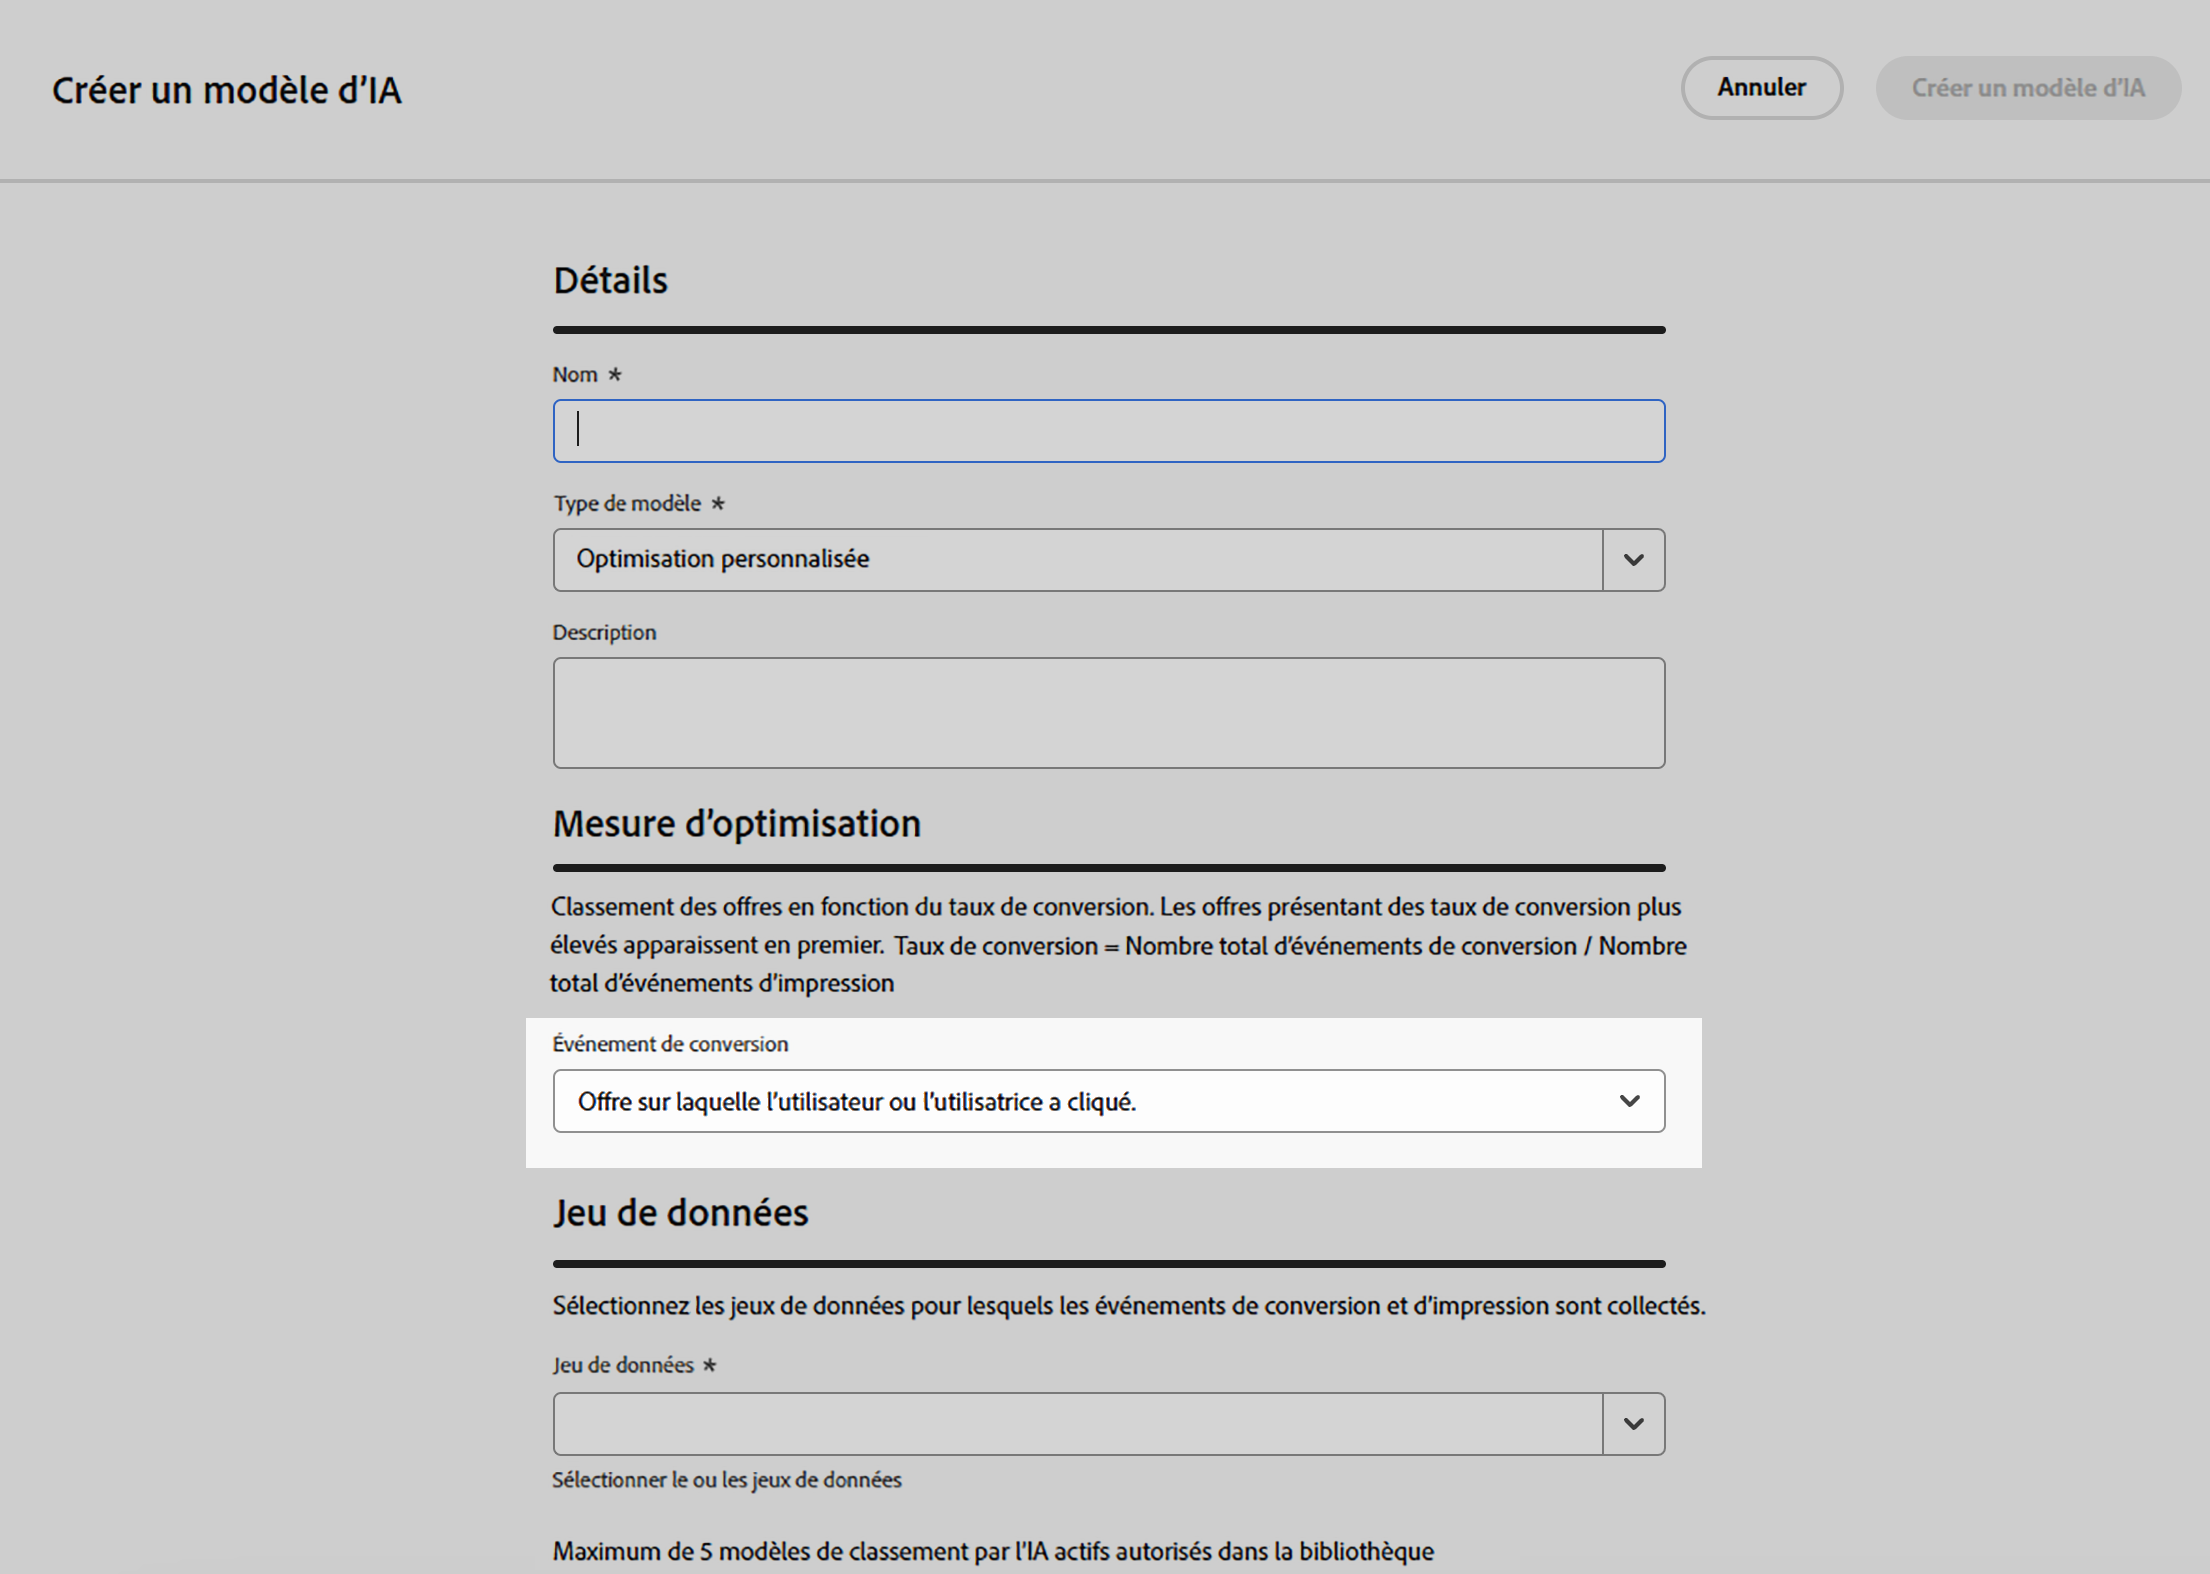 Créer un modèle d’IA
Annuler
Créer un modèle d’IA
Détails
Nom *
Type de modèle *
Optimisation personnalisée
Description
Mesure d’optimisation
Classement des offres en fonction du taux de conversion. Les offres présentant des taux de conversion plus
élevés apparaissent en premier. Taux de conversion = Nombre total d’événements de conversion / Nombre
total d’événements d’impression
Événement de conversion
Offre sur laquelle l’utilisateur ou l’utilisatrice a cliqué.
Jeu de données
Sélectionnez les jeux de données pour lesquels les événements de conversion et d’impression sont collectés.
Jeu de données *
Sélectionner le ou les jeux de données
Maximum de 5 modèles de classement par l’IA actifs autorisés dans la bibliothèque